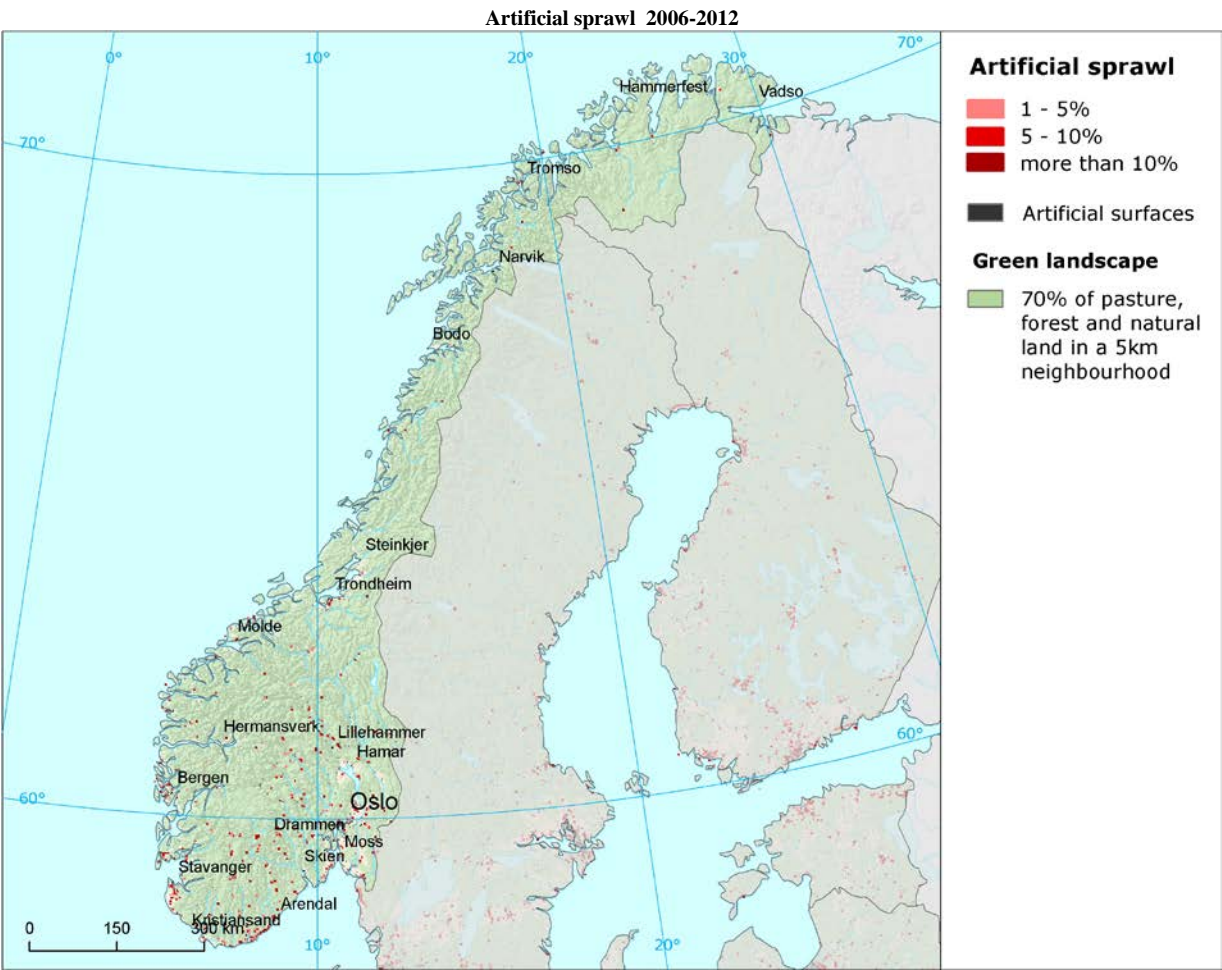 Artificial sprawl  2006-2012
0°
10°
20°
30°
70°
Hammerfest
Vadso
70°
Tromso
Narvik
Bodo
Steinkjer
Trondheim
Molde
Hermansverk
Lillehammer
Hamar
60°
Bergen
60°
Oslo
Drammen
Moss
Skien
Stavanger
Arendal
Kristiansand
0
150
300 km
10°
20°
Artificial sprawl
1 - 5%
5 - 10%
more than 10%
Artificial surfaces
Green landscape
70% of pasture,
forest and natural
land in a 5km
neighbourhood